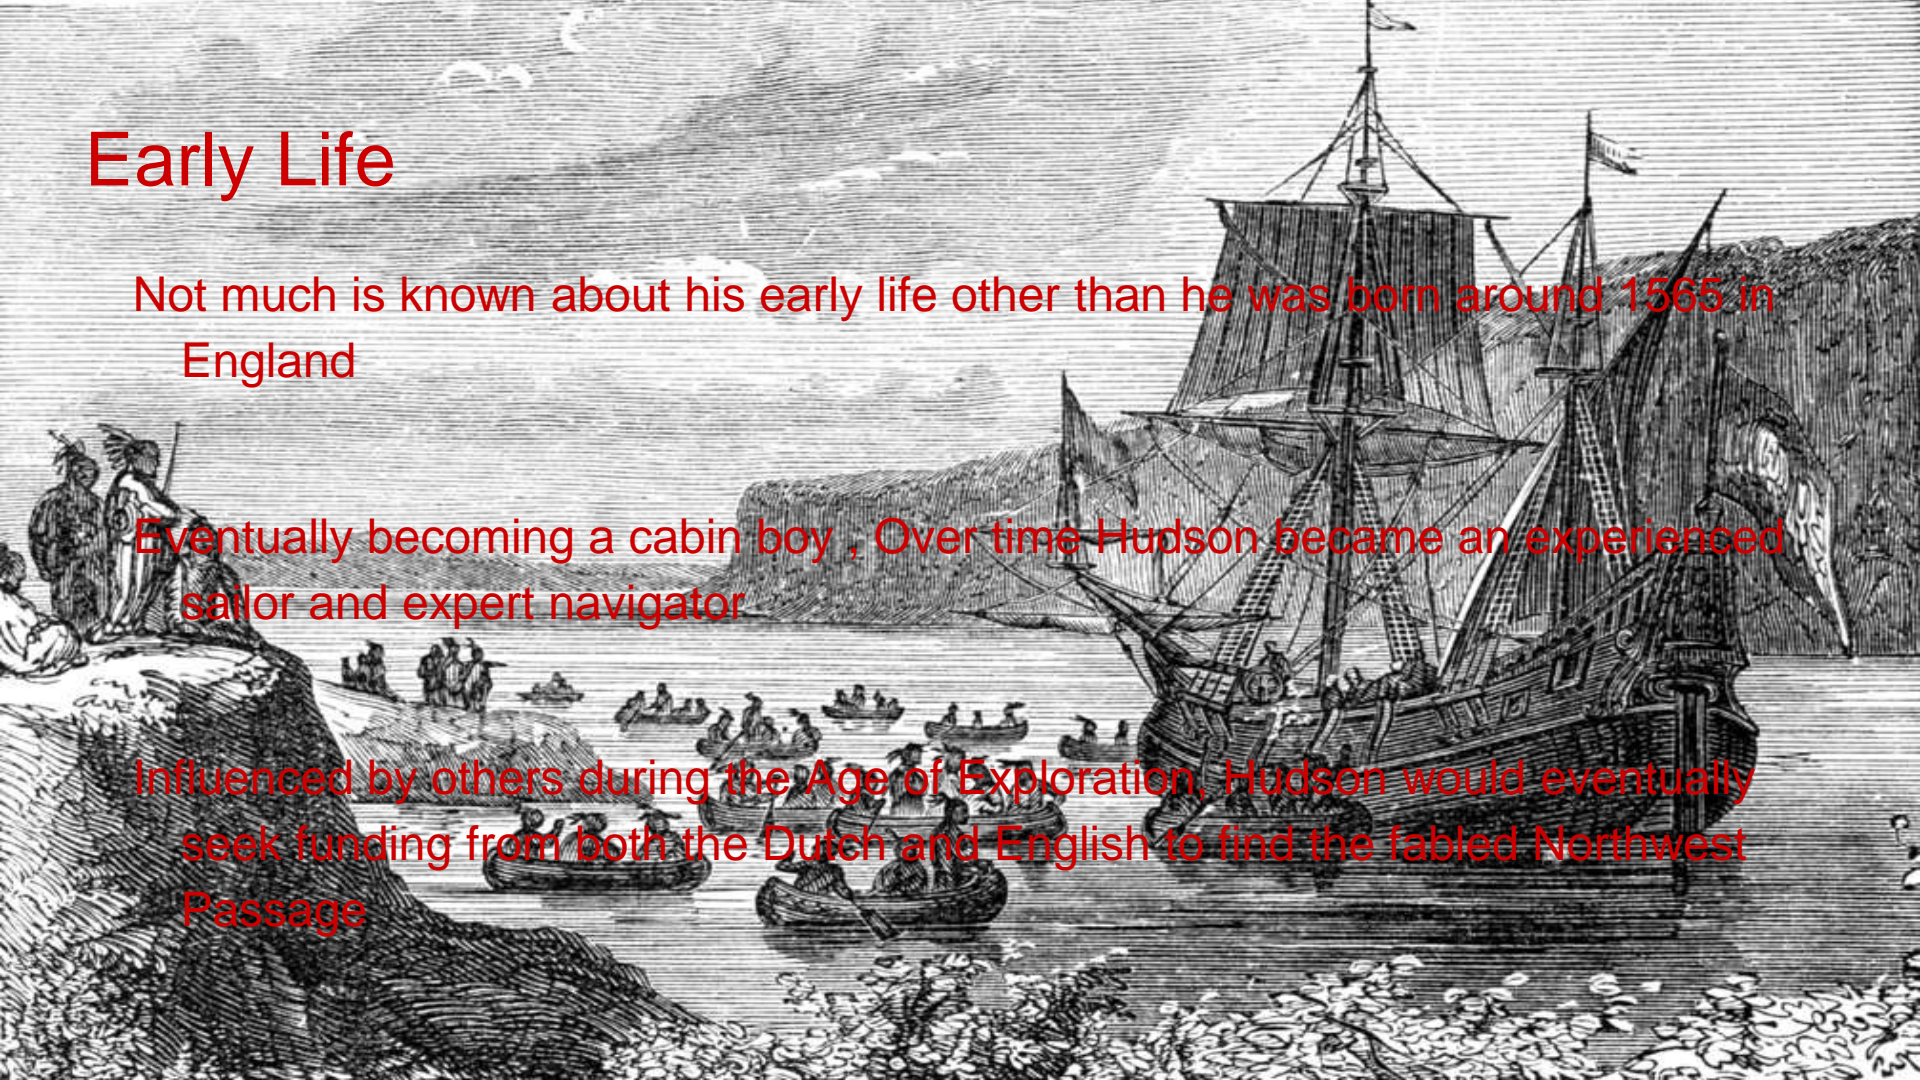 Early Life
Not much is known about his early life other than he was born around 1565 in
England
Eventually becoming a cabin boy , Over time Hudson became an experienced
sailor and expert navigator
Influenced by others during the Age of Exploration, Hudson would eventually
seek funding from both the Dutch and English to find the fabled Northwest
Passage